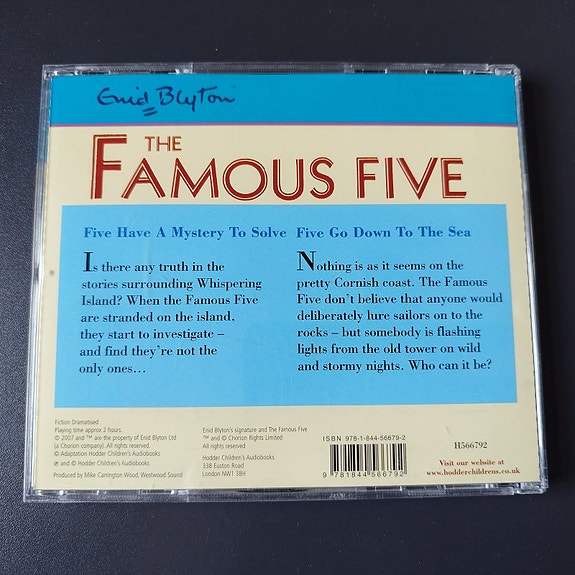 Enid Blyton
THE
FAMOUS FIVE
Five Have A Mystery To Solve
Is there any truth in the
stories surrounding Whispering
Island? When the Famous Five
are stranded on the island,
they start to investigate –
and find they're not the
only ones...
Five Go Down To The Sea
Nothing is as it seems on the
pretty Cornish coast. The Famous
Five don't believe that anyone would
deliberately lure sailors on to the
rocks – but somebody is flashing
lights from the old tower on wild
and stormy nights. Who can it be?
Fiction Dramatised
Playing time approx 2 hours.
© 2007 and ™ are the property of Enid Blyton Ltd
(a Chorion company). All rights reserved.
© Adaptation Hodder Children's Audiobooks
℗ and © Hodder Children's Audiobooks
Produced by Mike Carrington Wood, Westwood Sound
Enid Blyton's signature and The Famous Five
™ and © Chorion Rights Limited
All rights reserved
Hodder Children's Audiobooks
338 Euston Road
London NW1 3BH
ISBN 978-1-844-56679-2
9 781844 566792
H566792
Visit our website at
www.hodderchildrens.co.uk